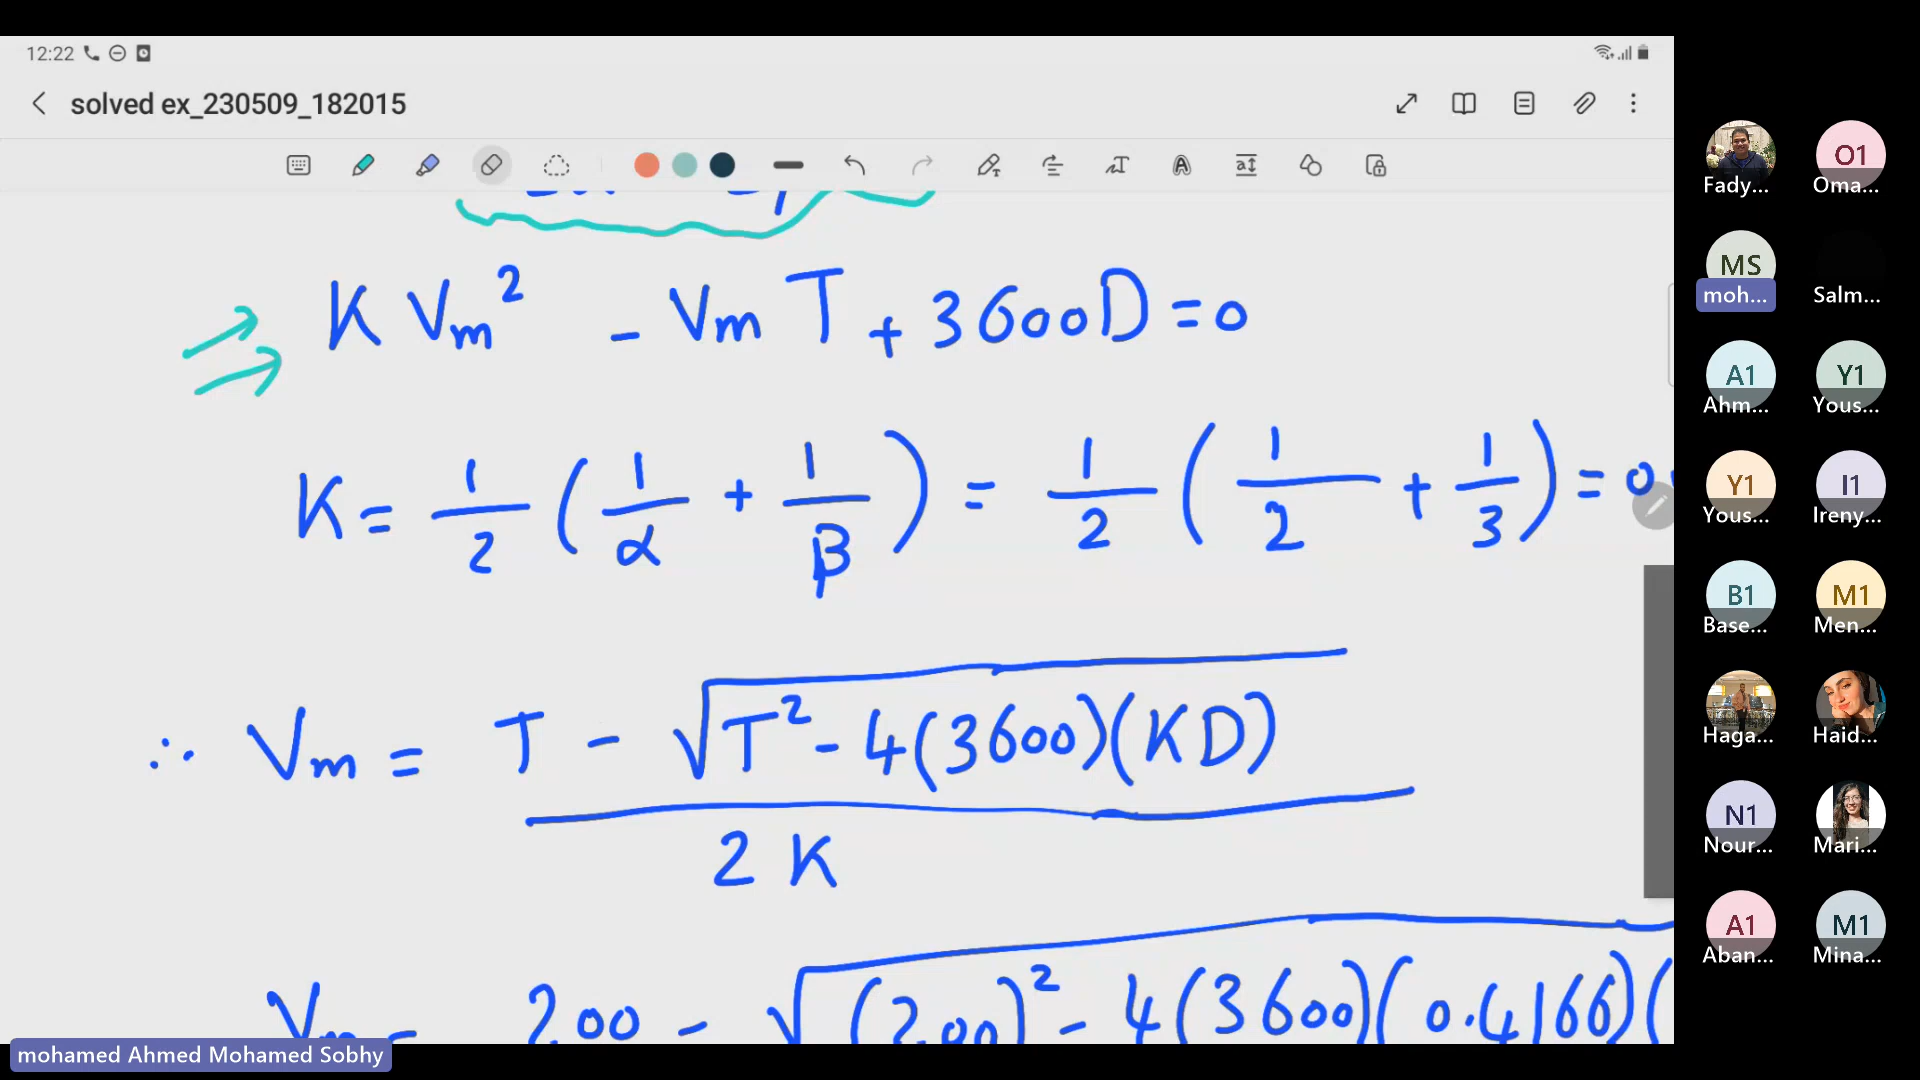 12:22
solved ex_230509_182015
K Vm² - Vm T + 3600D = 0
K = 1/2 (1/α + 1/β) = 1/2 (1/2 + 1/3) = 0
∴ Vm = T - √T² - 4(3600)(KD)
2 K
Vm = 200 - √(200)² - 4(3600)(0.4166)(
mohamed Ahmed Mohamed Sobhy
Fady...
O1
Oma...
MS
moh...
Salm...
A1
Ahm...
Y1
Yous...
Y1
Yous...
I1
Ireny...
B1
Base...
M1
Men...
Haga...
Haid...
N1
Nour...
Mari...
A1
Aban...
M1
Mina...